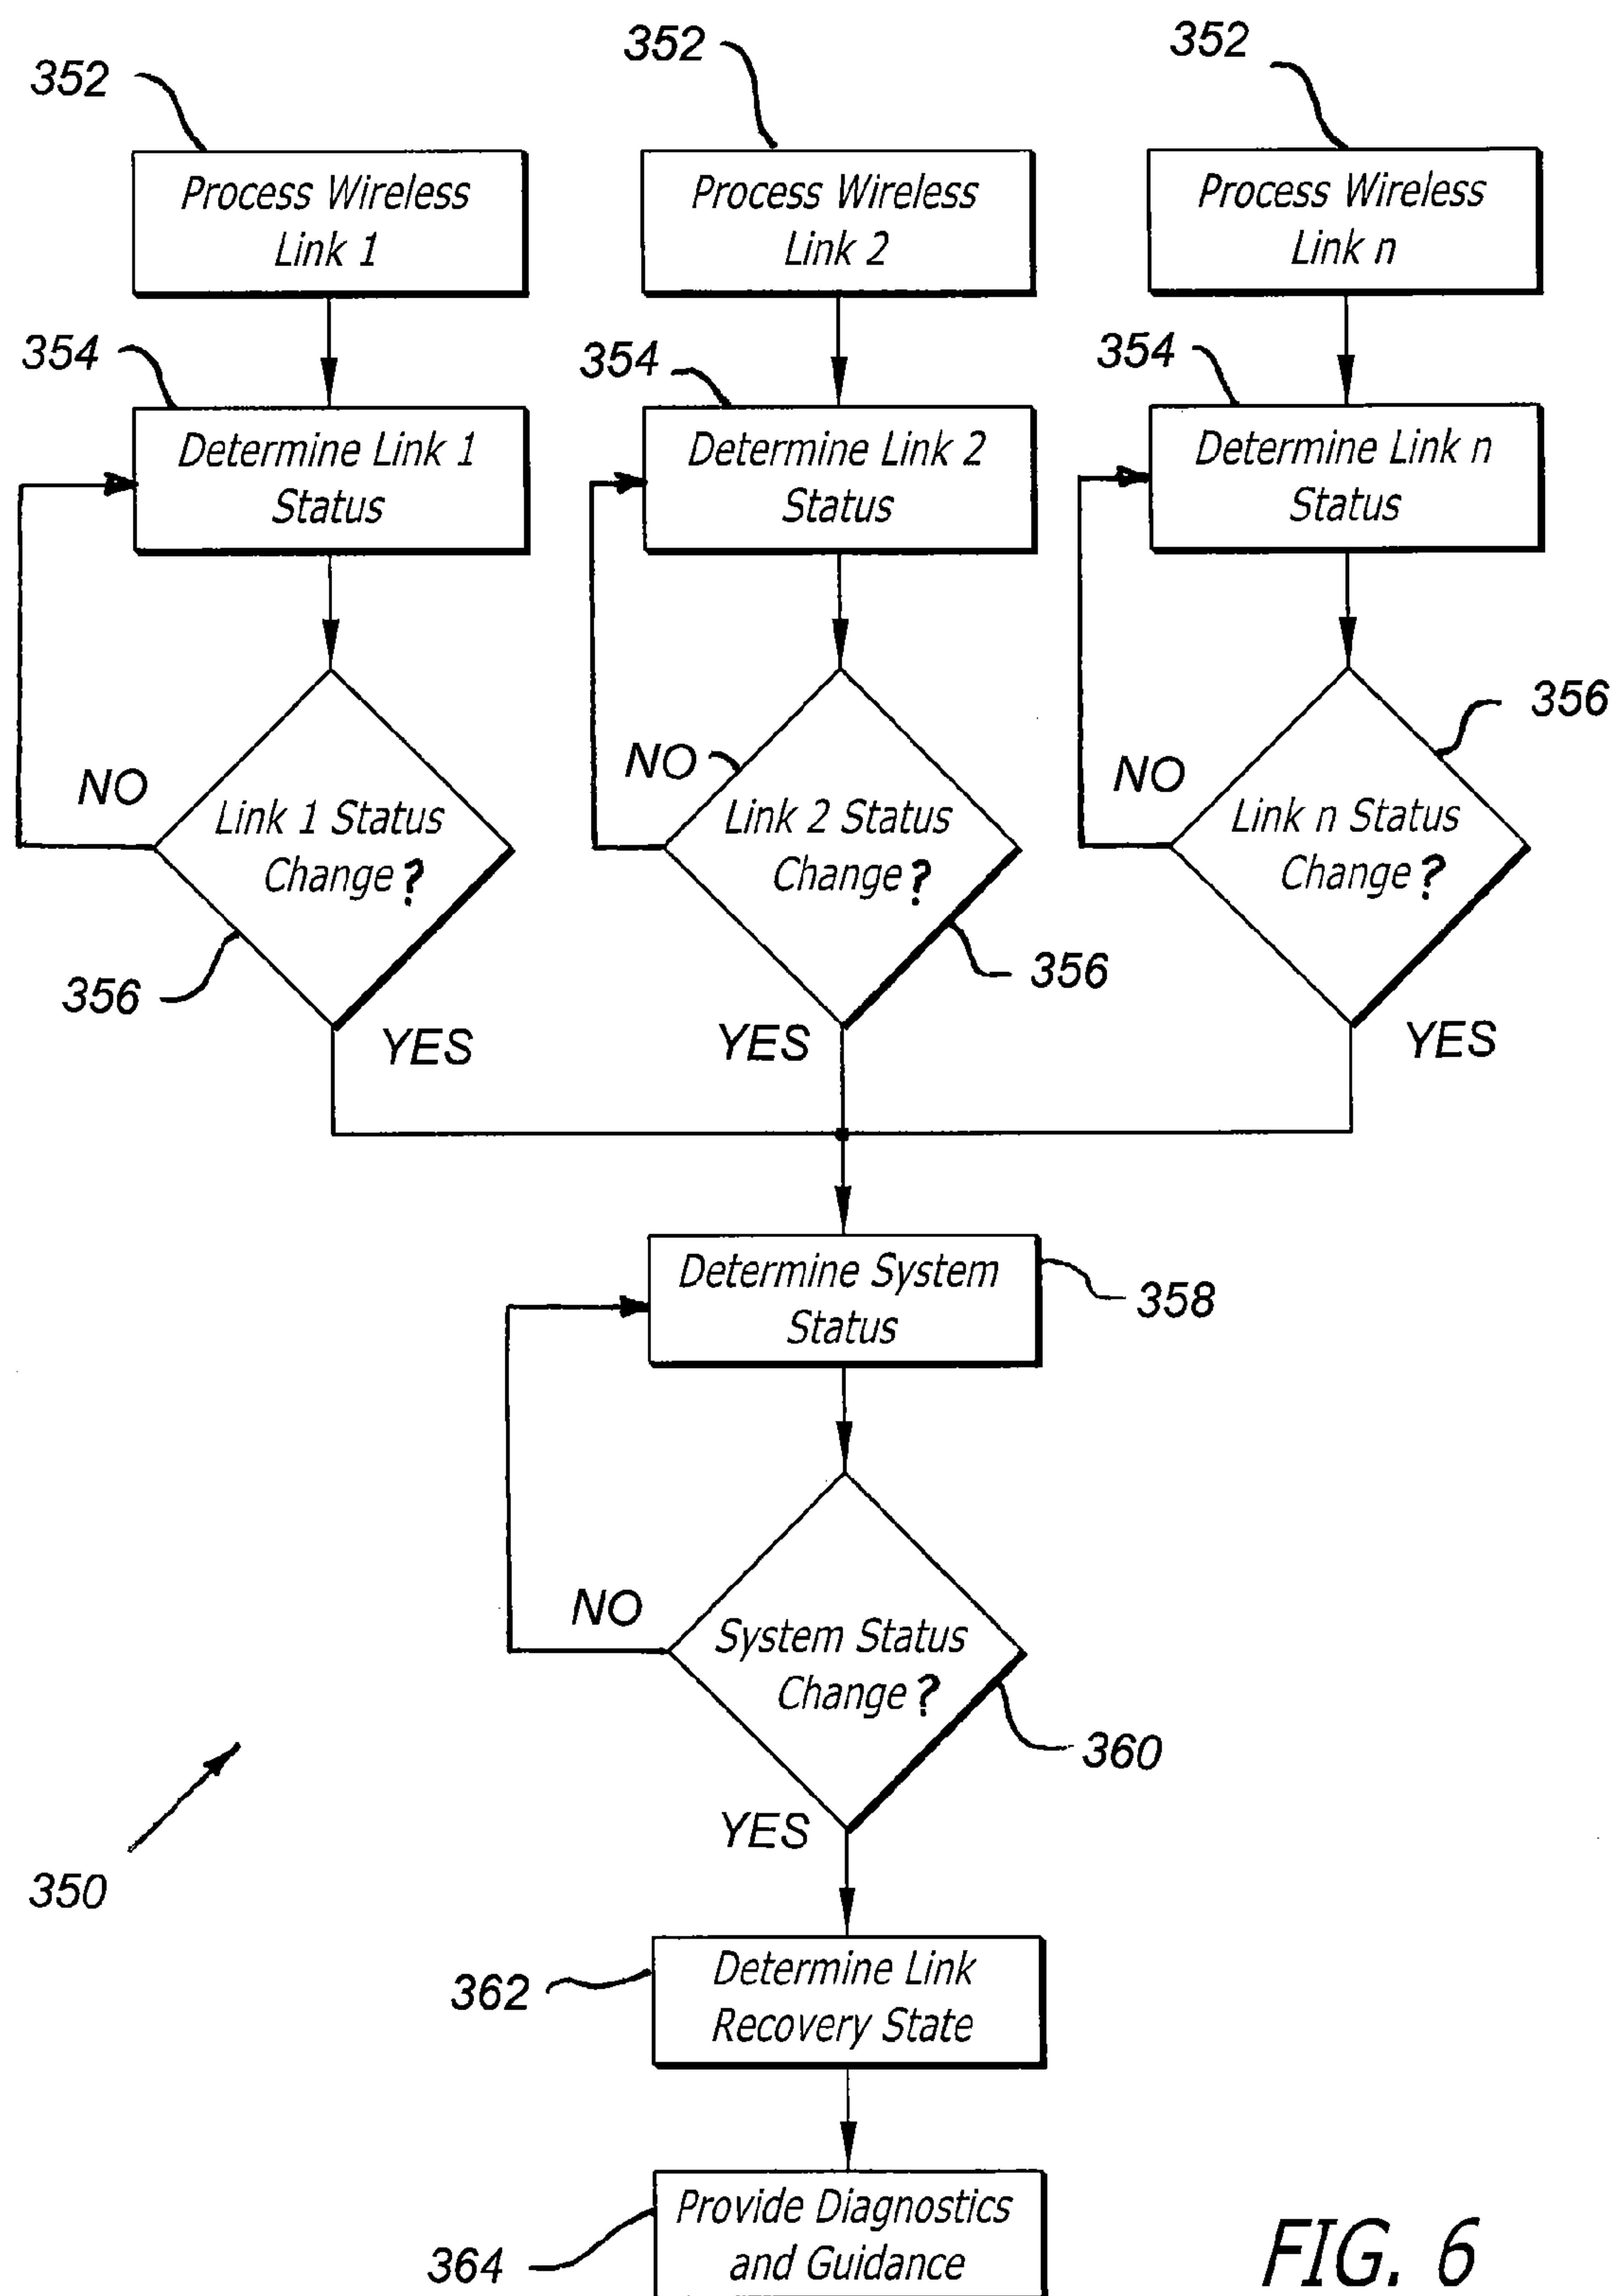 352
352
352
Process Wireless
Link 1
Process Wireless
Link 2
Process Wireless
Link n
354
354
354
Determine Link 1
Status
Determine Link 2
Status
Determine Link n
Status
356
NO
NO
NO
Link 1 Status
Change?
Link 2 Status
Change?
Link n Status
Change?
356
356
YES
YES
YES
Determine System
Status
358
NO
System Status
Change?
360
YES
350
362
Determine Link
Recovery State
364
Provide Diagnostics
and Guidance
FIG. 6